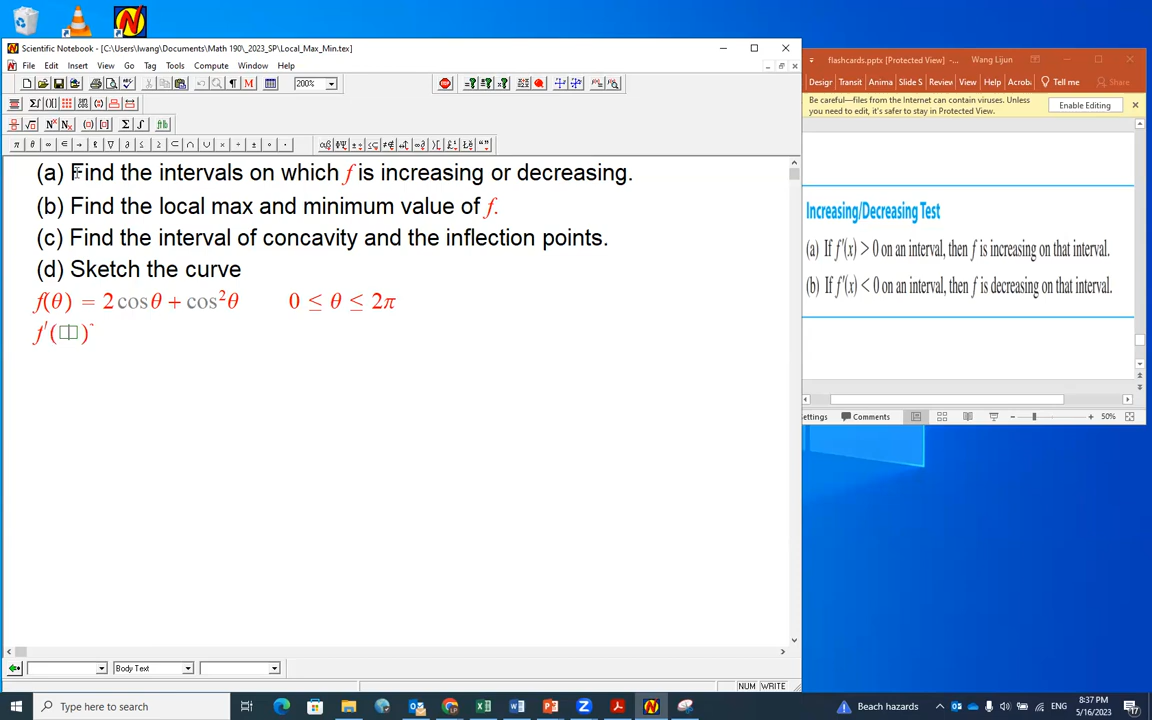 Scientific Notebook - [C:\Users\lwang\Documents\Math 190\_2023_SP\Local_Max_Min.tex]
File Edit Insert View Go Tag Tools Compute Window Help
200%
(a) Find the intervals on which f is increasing or decreasing.
(b) Find the local max and minimum value of f.
(c) Find the interval of concavity and the inflection points.
(d) Sketch the curve
f(θ) = 2 cos θ + cos²θ 0 ≤ θ ≤ 2π
f′( )
Body Text
NUM WRITE
flashcards.pptx [Protected View] -... Wang Lijun
Desigr Transit Anima Slide S Review View Acrob Tell me Share
Be careful—files from the Internet can contain viruses. Unless
you need to edit, it's safer to stay in Protected View.
Enable Editing
Increasing/Decreasing Test
(a) If f′(x) > 0 on an interval, then f is increasing on that interval.
(b) If f′(x) < 0 on an interval, then f is decreasing on that interval.
ettings Comments 50%
Type here to search
Beach hazards
ENG
8:37 PM
5/16/2023
17